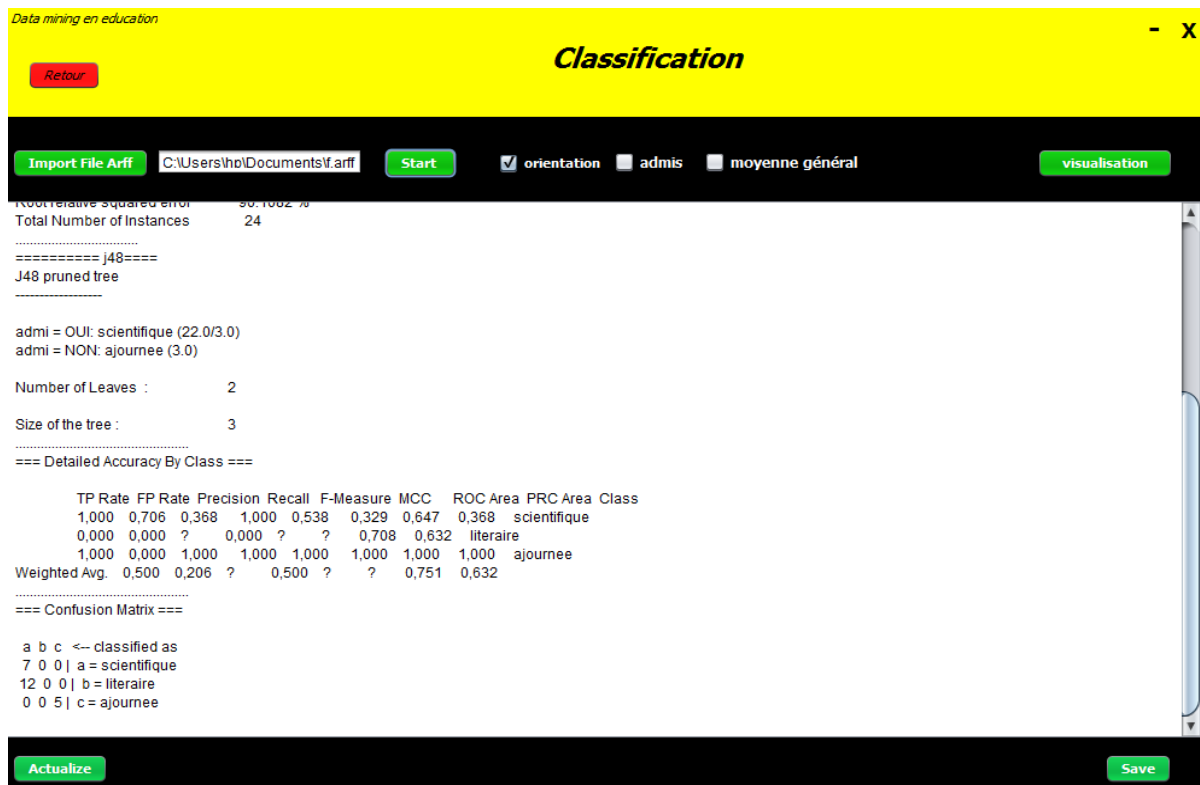 Data mining en education
- X
Classification
Retour
Import File Arff C:\Users\hp\Documents\f.arff Start orientation admis moyenne général visualisation
Root relative squared error 90.1082 %
Total Number of Instances 24
..................................
========== j48====
J48 pruned tree
------------------
admi = OUI: scientifique (22.0/3.0)
admi = NON: ajournee (3.0)
Number of Leaves : 2
Size of the tree : 3
................................................
=== Detailed Accuracy By Class ===
TP Rate FP Rate Precision Recall F-Measure MCC ROC Area PRC Area Class
1,000 0,706 0,368 1,000 0,538 0,329 0,647 0,368 scientifique
0,000 0,000 ? 0,000 ? ? 0,708 0,632 literaire
1,000 0,000 1,000 1,000 1,000 1,000 1,000 1,000 ajournee
Weighted Avg. 0,500 0,206 ? 0,500 ? ? 0,751 0,632
................................................
=== Confusion Matrix ===
a b c <-- classified as
7 0 0 | a = scientifique
12 0 0 | b = literaire
0 0 5 | c = ajournee
Actualize Save